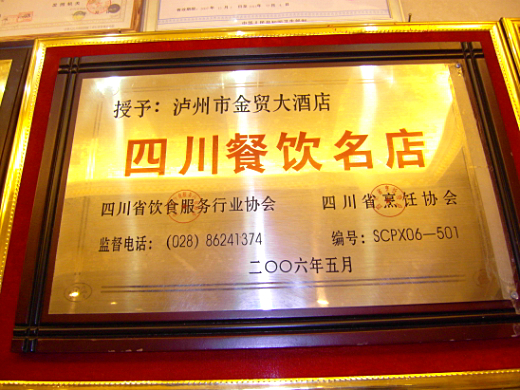 授予：泸州市金贸大酒店
四川餐饮名店
四川省饮食服务行业协会 四川省烹饪协会
监督电话：(028) 86241374 编号：SCPX06—501
二〇〇六年五月